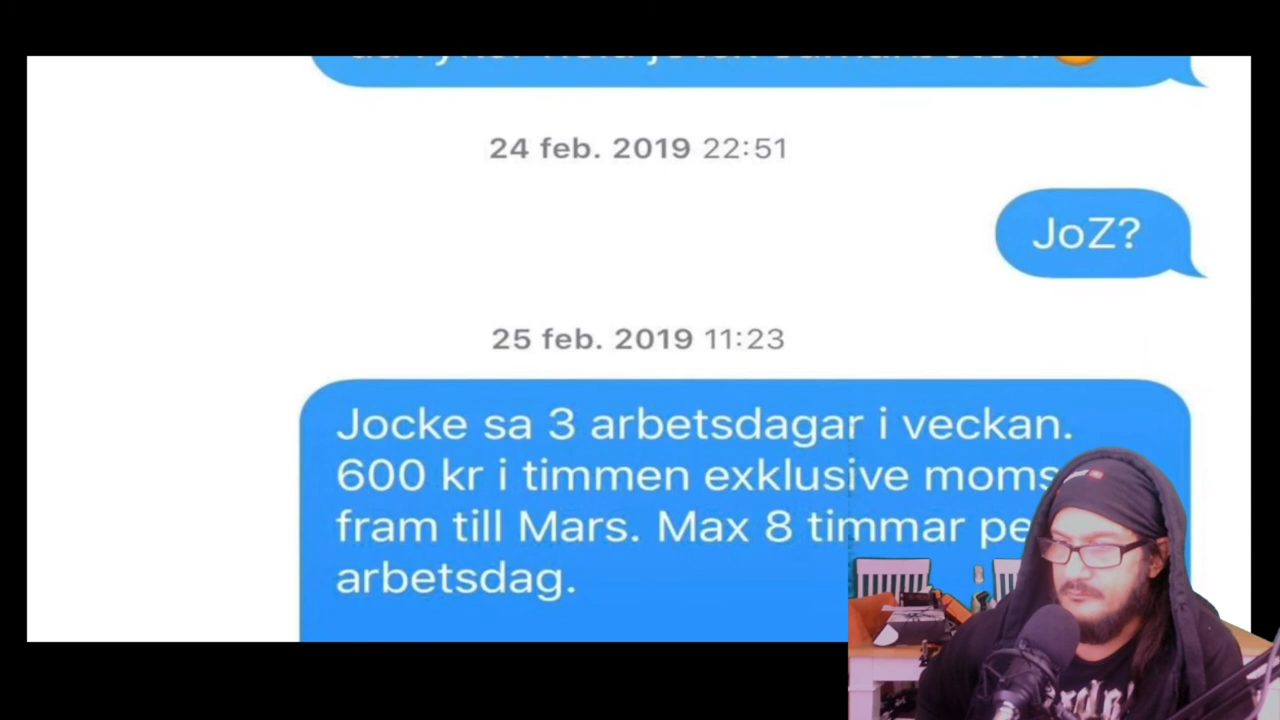 24 feb. 2019 22:51
JoZ?
25 feb. 2019 11:23
Jocke sa 3 arbetsdagar i veckan.
600 kr i timmen exklusive moms
fram till Mars. Max 8 timmar
arbetsdag.